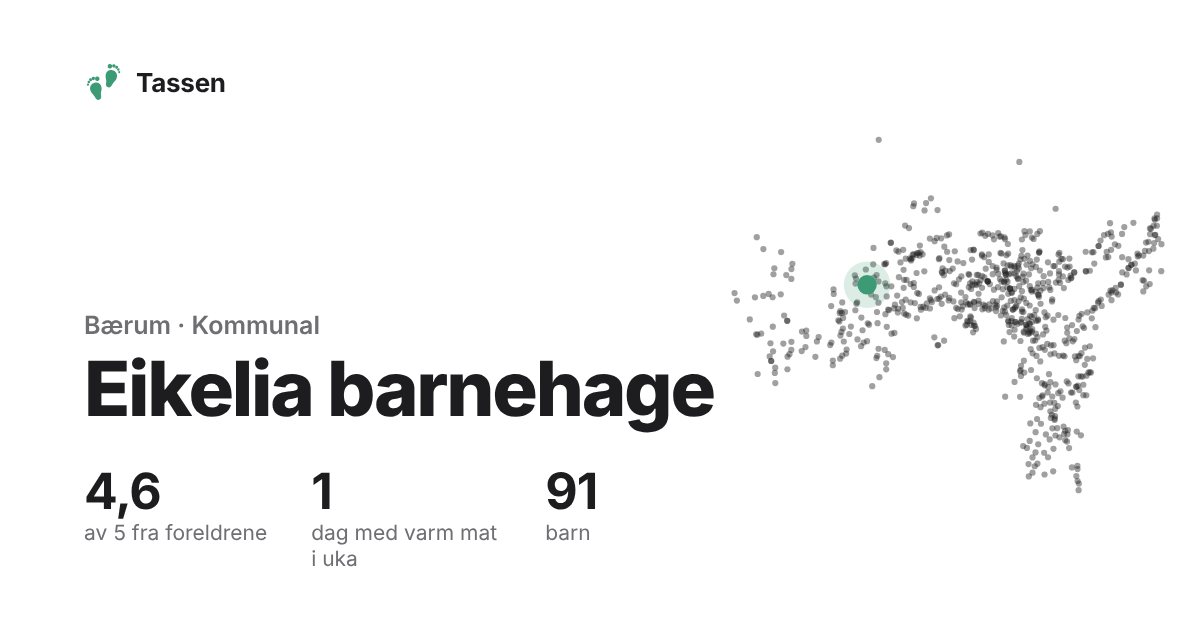 Tassen
Bærum · Kommunal
Eikelia barnehage
4,6
av 5 fra foreldrene
1
dag med varm mat
i uka
91
barn